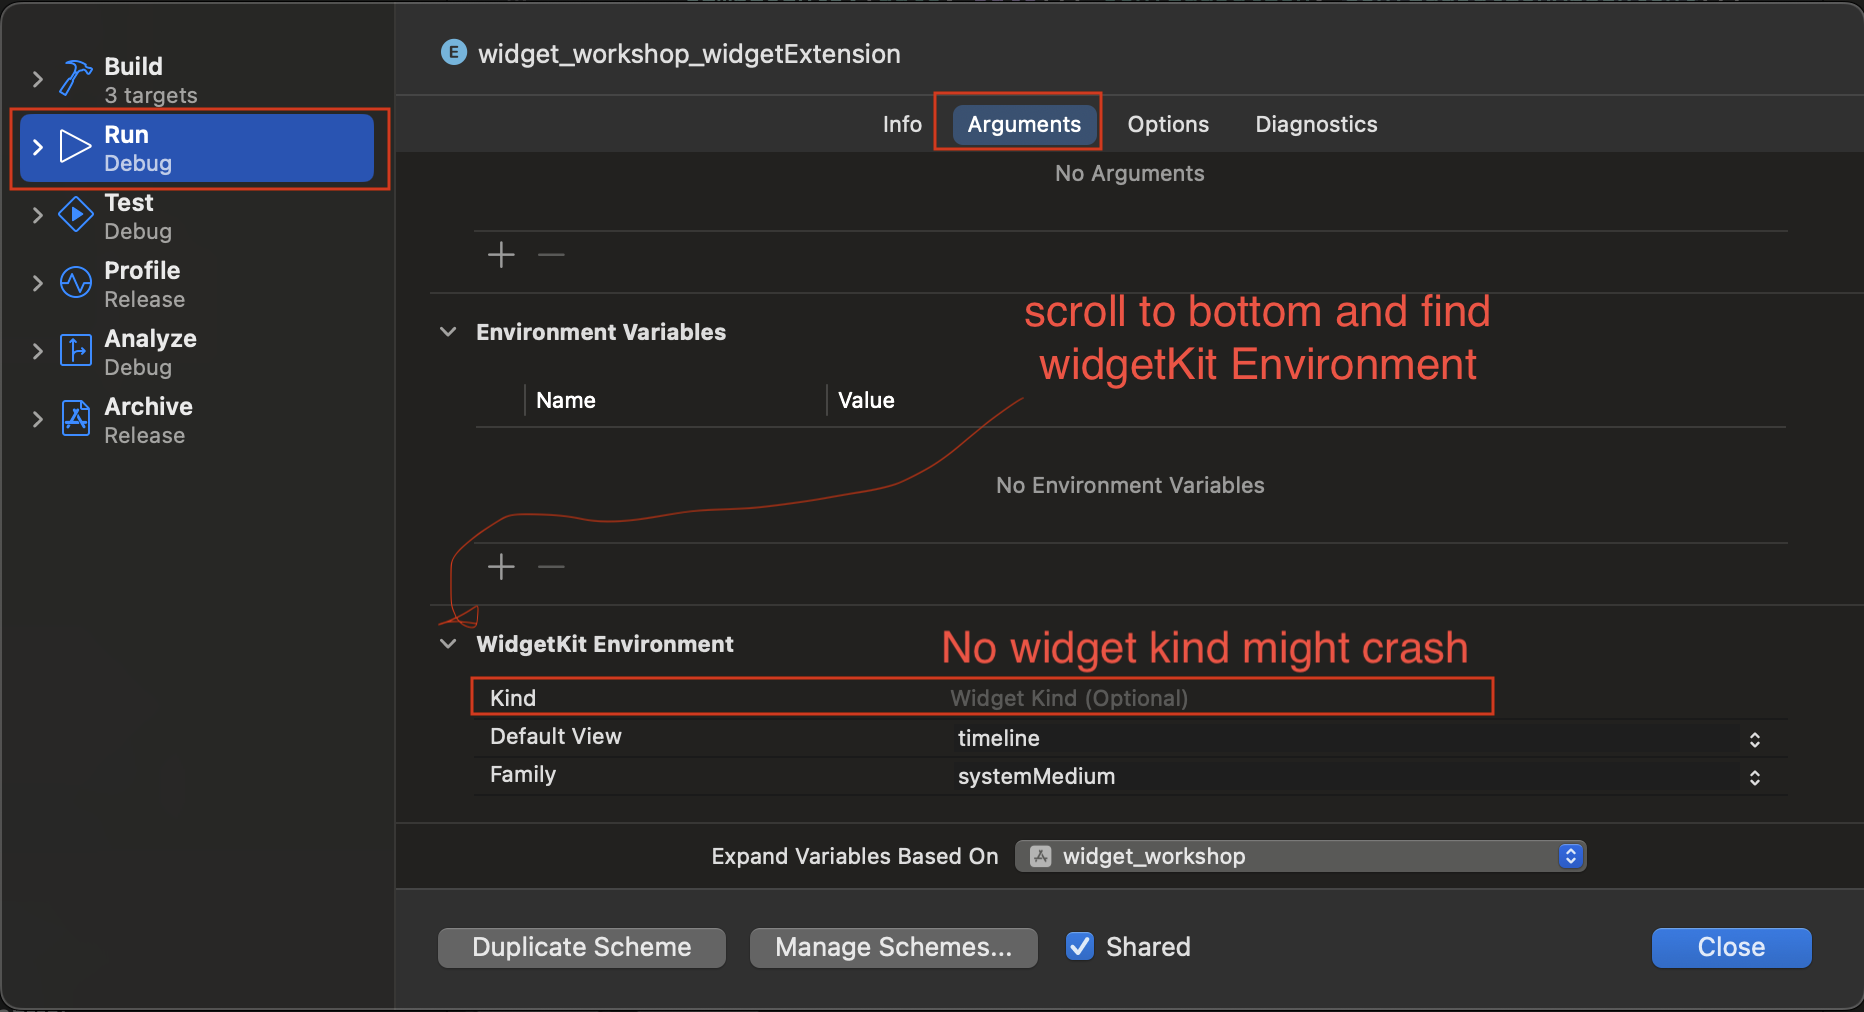 Build
3 targets
Run
Debug
Test
Debug
Profile
Release
Analyze
Debug
Archive
Release
E widget_workshop_widgetExtension
Info Arguments Options Diagnostics
No Arguments
scroll to bottom and find
widgetKit Environment
Environment Variables
Name Value
No Environment Variables
WidgetKit Environment
No widget kind might crash
Kind Widget Kind (Optional)
Default View timeline
Family systemMedium
Expand Variables Based On widget_workshop
Duplicate Scheme Manage Schemes... Shared Close